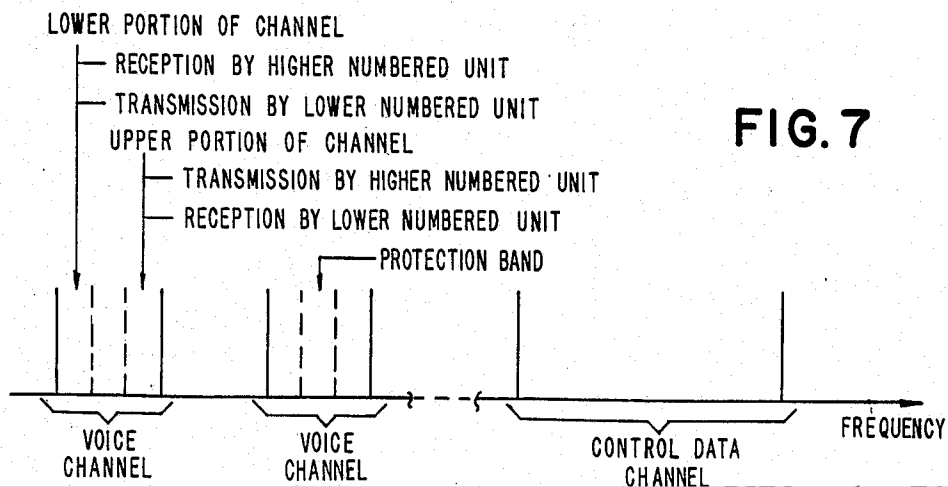 LOWER PORTION OF CHANNEL
RECEPTION BY HIGHER NUMBERED UNIT
TRANSMISSION BY LOWER NUMBERED UNIT
UPPER PORTION OF CHANNEL
TRANSMISSION BY HIGHER NUMBERED UNIT
RECEPTION BY LOWER NUMBERED UNIT
PROTECTION BAND
FIG. 7
VOICE
CHANNEL
VOICE
CHANNEL
CONTROL DATA
CHANNEL
FREQUENCY